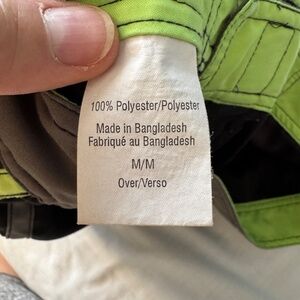 100% Polyester/Polyester
Made in Bangladesh
Fabriqué au Bangladesh
M/M
Over/Verso